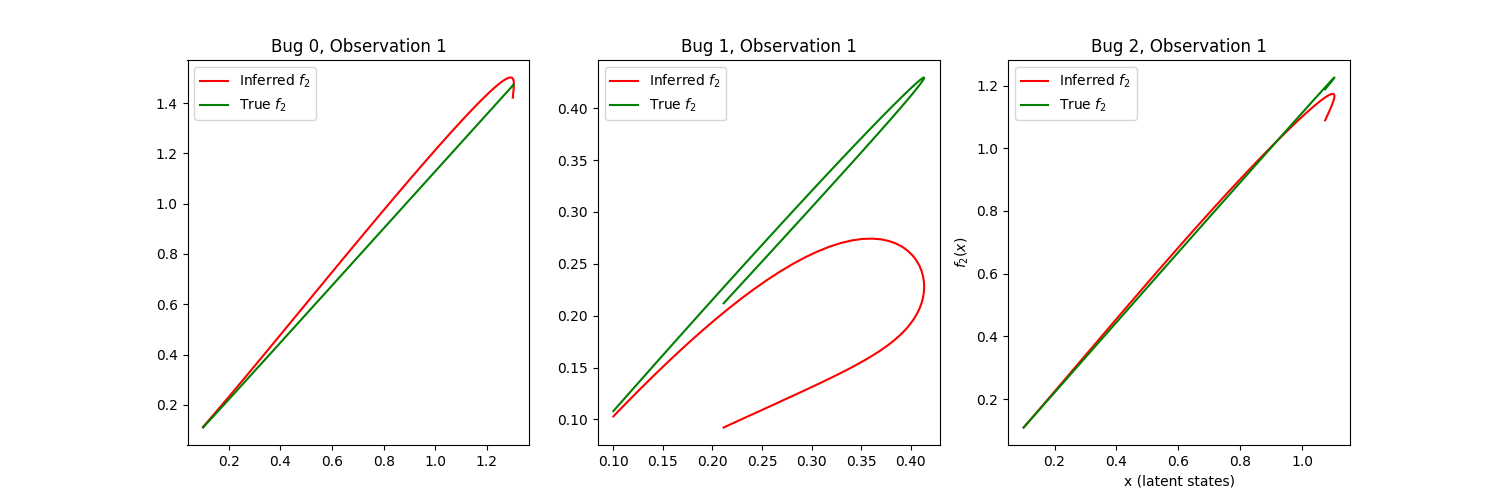 Bug 0, Observation 1
Inferred f₂
True f₂
1.4
1.2
1.0
0.8
0.6
0.4
0.2
0.2 0.4 0.6 0.8 1.0 1.2
Bug 1, Observation 1
Inferred f₂
True f₂
0.40
0.35
0.30
0.25
0.20
0.15
0.10
0.10 0.15 0.20 0.25 0.30 0.35 0.40
Bug 2, Observation 1
Inferred f₂
True f₂
f₂(x)
1.2
1.0
0.8
0.6
0.4
0.2
0.2 0.4 0.6 0.8 1.0
x (latent states)